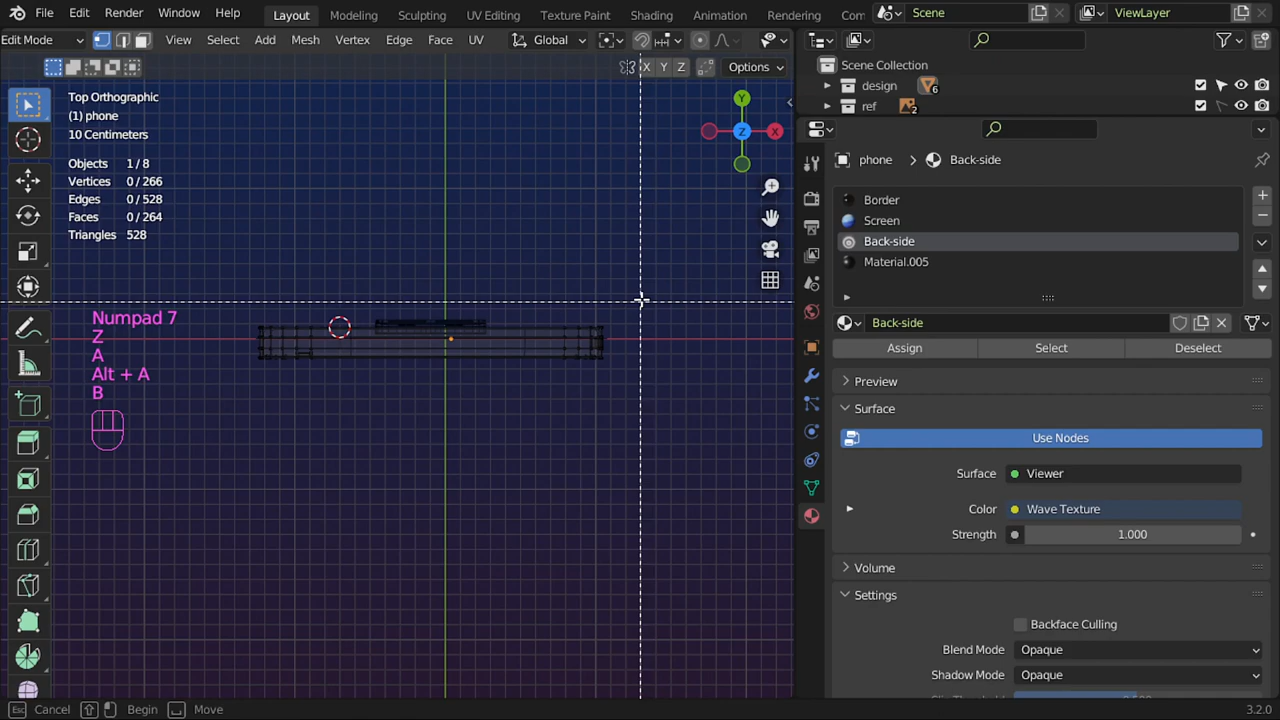 File Edit Render Window Help Layout Modeling Sculpting UV Editing Texture Paint Shading Animation Rendering Com Scene ViewLayer
Edit Mode View Select Add Mesh Vertex Edge Face UV Global
X Y Z Options
Scene Collection
design 6
ref 2
Top Orthographic
(1) phone
10 Centimeters
Objects 1 / 8
Vertices 0 / 266
Edges 0 / 528
Faces 0 / 264
Triangles 528
Y
Z X
Numpad 7
Z
A
Alt + A
B
phone > Back-side
Border
Screen
Back-side
Material.005
Back-side
Assign Select Deselect
Preview
Surface
Use Nodes
Surface Viewer
Color Wave Texture
Strength 1.000
Volume
Settings
Backface Culling
Blend Mode Opaque
Shadow Mode Opaque
Esc Cancel Begin Move 3.2.0